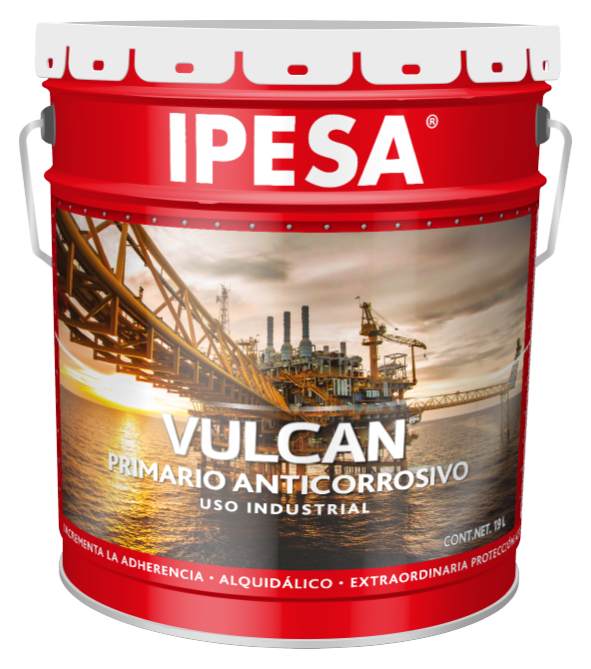 IPESA®
VULCAN
PRIMARIO ANTICORROSIVO
USO INDUSTRIAL
CONT.NET. 19 L
INCREMENTA LA ADHERENCIA • ALQUIDÁLICO • EXTRAORDINARIA PROTECCIÓN